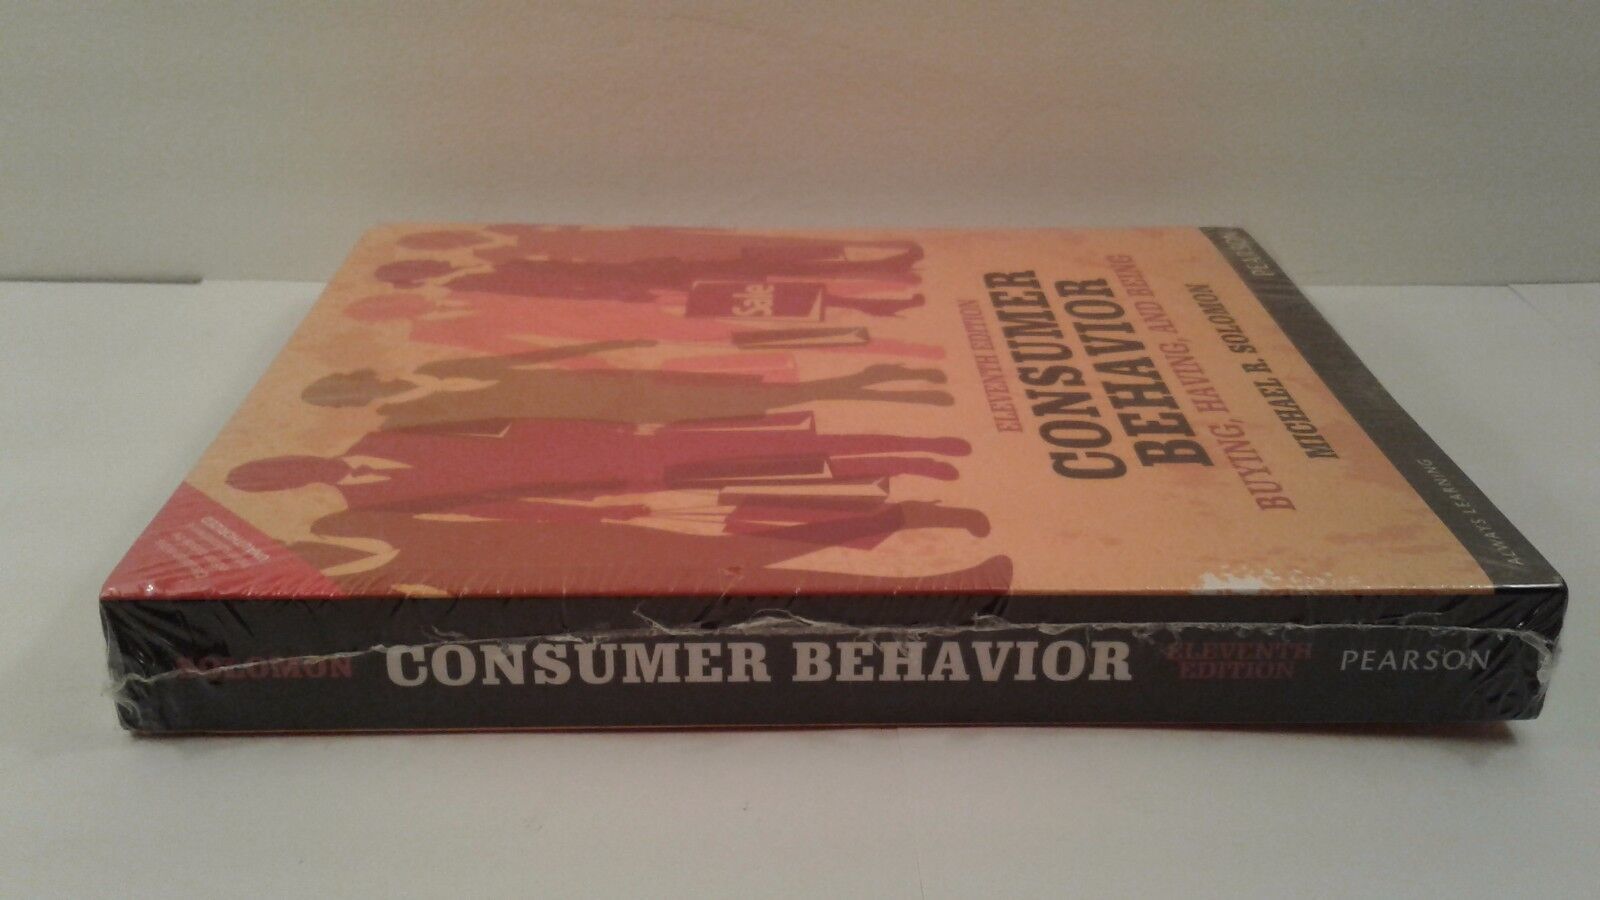 PEARSON
ELEVENTH EDITION
CONSUMER
BEHAVIOR
BUYING, HAVING, AND BEING
MICHAEL R. SOLOMON
ALWAYS LEARNING
Sale
UNAUTHORIZED
SOLOMON
CONSUMER BEHAVIOR
ELEVENTH
EDITION
PEARSON